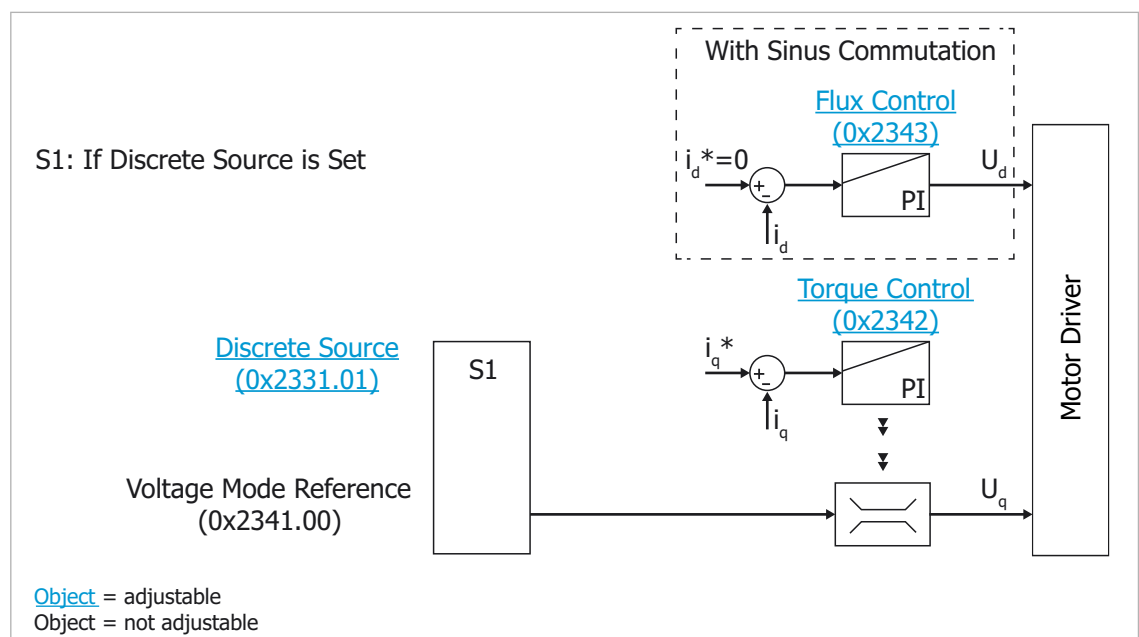 With Sinus Commutation
Flux Control
(0x2343)
S1: If Discrete Source is Set
i_d*=0
+
-
PI
U_d
i_d
Torque Control
(0x2342)
Discrete Source
(0x2331.01)
S1
i_q*
+
-
PI
i_q
Motor Driver
Voltage Mode Reference
(0x2341.00)
U_q
Object = adjustable
Object = not adjustable